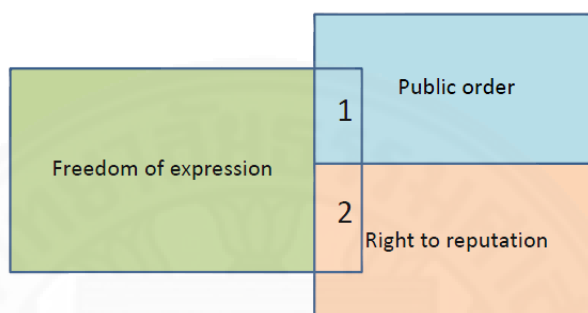 Public order
1
Freedom of expression
2
Right to reputation